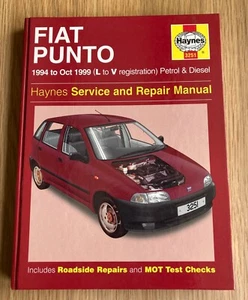 FIAT
PUNTO
Haynes
3251
1994 to Oct 1999 (L to V registration) Petrol & Diesel
Haynes Service and Repair Manual
3251
Includes Roadside Repairs and MOT Test Checks